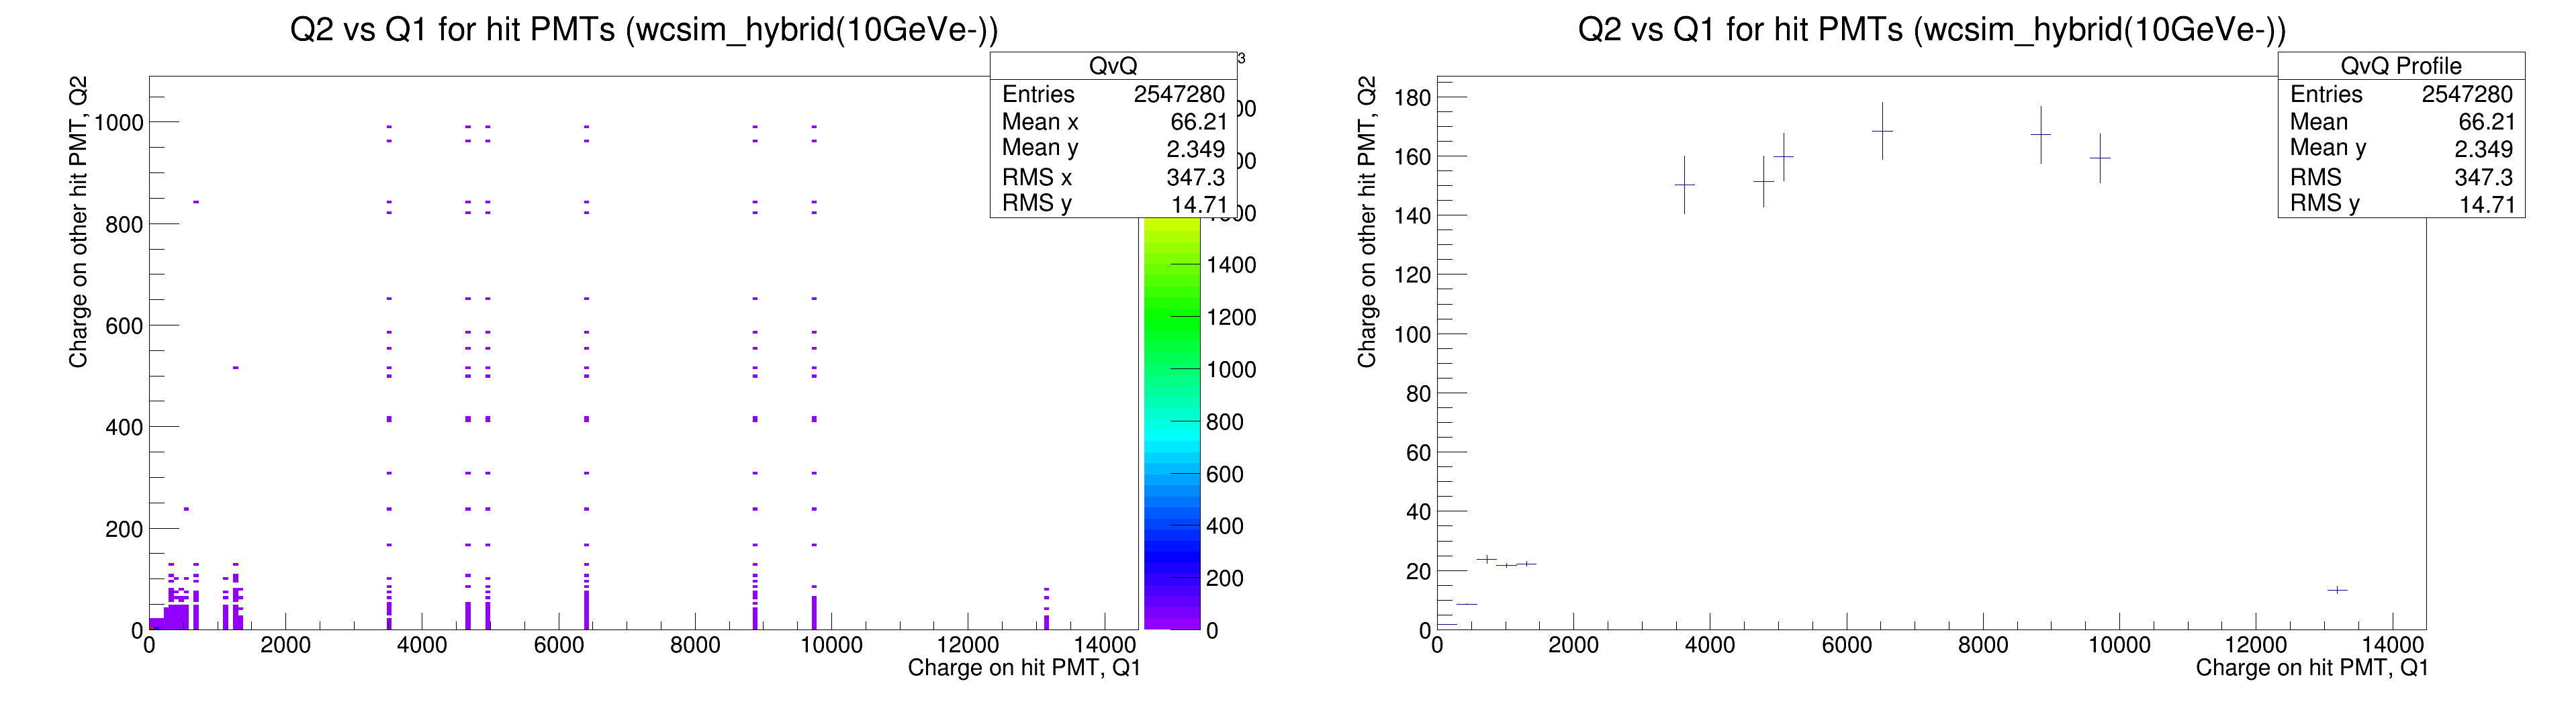 Q2 vs Q1 for hit PMTs (wcsim_hybrid(10GeVe-))
QvQ
Entries 2547280
Mean x 66.21
Mean y 2.349
RMS x 347.3
RMS y 14.71
3
Charge on other hit PMT, Q2
1000
800
600
400
200
0
0 2000 4000 6000 8000 10000 12000 14000
Charge on hit PMT, Q1
1400
1200
1000
800
600
400
200
0
Q2 vs Q1 for hit PMTs (wcsim_hybrid(10GeVe-))
QvQ Profile
Entries 2547280
Mean 66.21
Mean y 2.349
RMS 347.3
RMS y 14.71
Charge on other hit PMT, Q2
180
160
140
120
100
80
60
40
20
0
0 2000 4000 6000 8000 10000 12000 14000
Charge on hit PMT, Q1